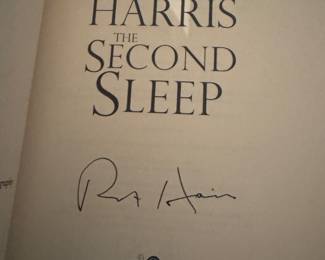 HARRIS
THE
SECOND
SLEEP